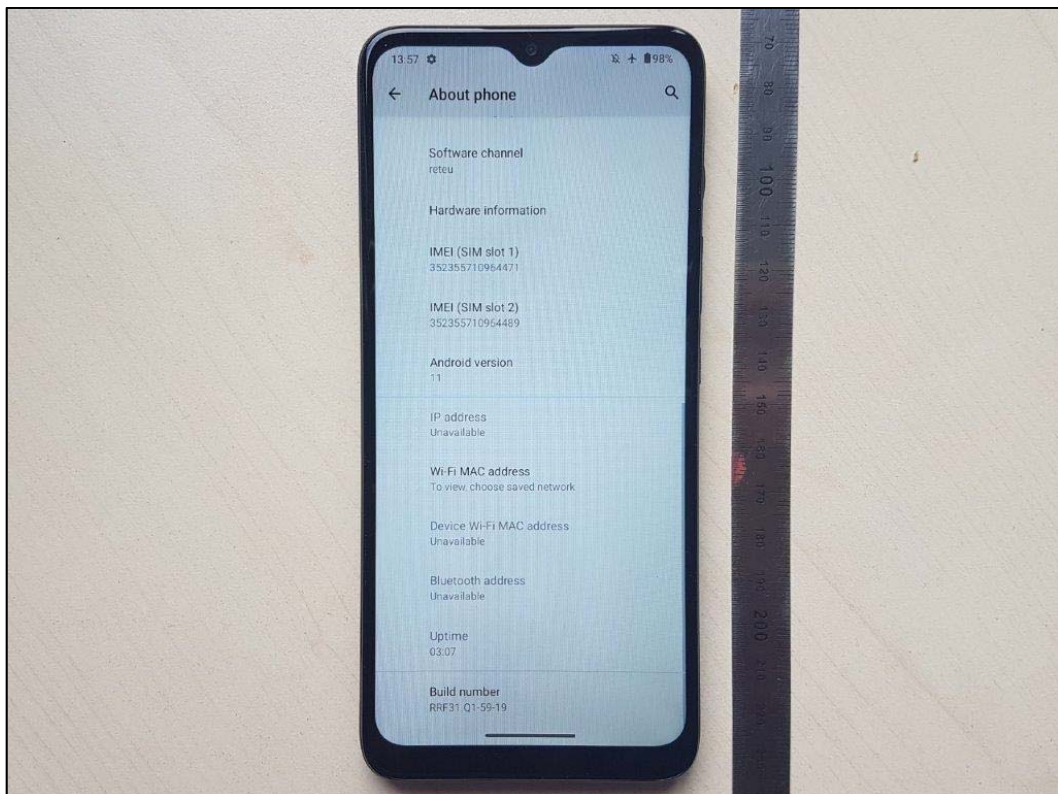 13:57
98%
About phone
Software channel
reteu
Hardware information
IMEI (SIM slot 1)
352355710964471
IMEI (SIM slot 2)
352355710964489
Android version
11
IP address
Unavailable
Wi-Fi MAC address
To view, choose saved network
Device Wi-Fi MAC address
Unavailable
Bluetooth address
Unavailable
Uptime
03:07
Build number
RRF31.Q1-59-19
70
80
90
100
110
120
130
140
150
160
170
180
190
200
210
220